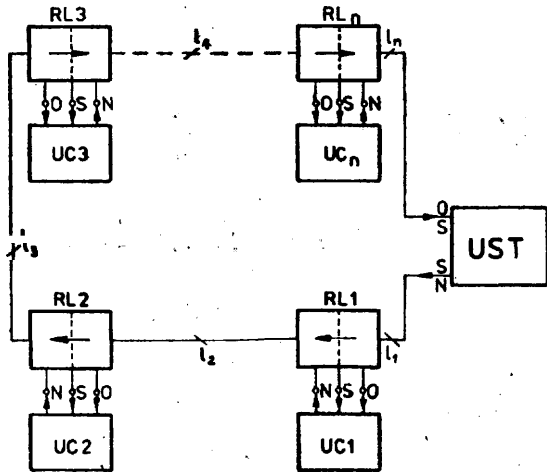 RL3 RLn
l4 ln
O S N O S N
UC3 UCn
O
S
UST
S
N
l3
RL2 RL1
l2 l1
N S O N S O
UC2 UC1